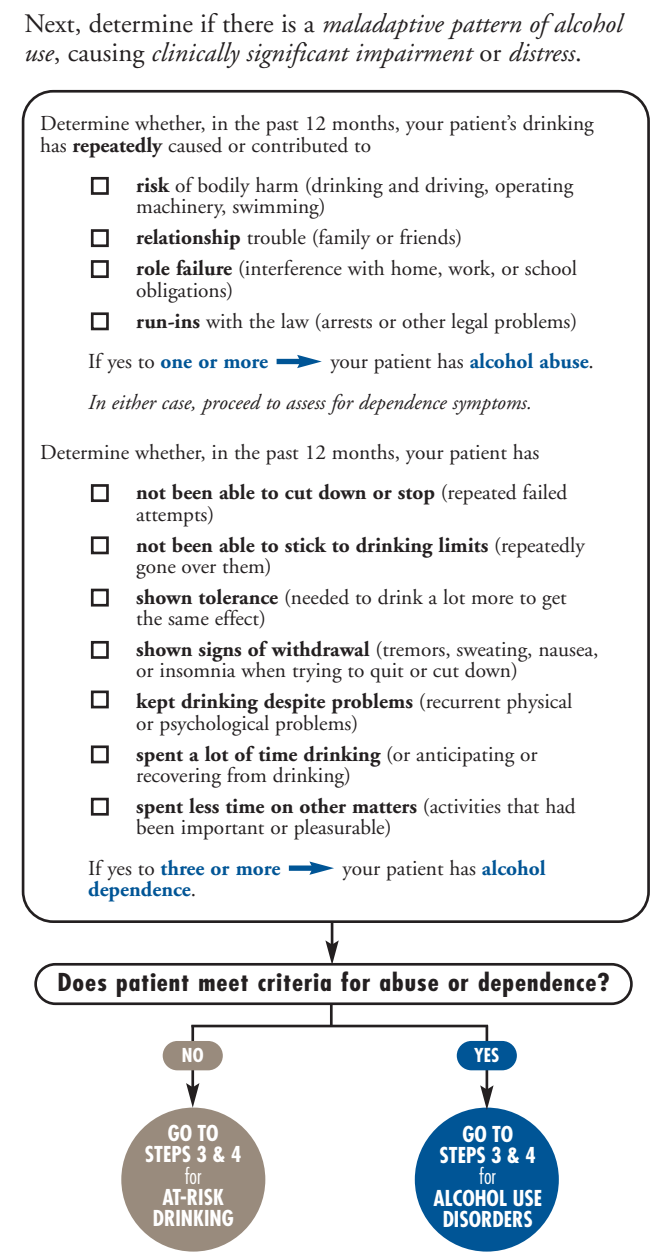 Next, determine if there is a maladaptive pattern of alcohol
use, causing clinically significant impairment or distress.
Determine whether, in the past 12 months, your patient’s drinking
has repeatedly caused or contributed to
risk of bodily harm (drinking and driving, operating
machinery, swimming)
relationship trouble (family or friends)
role failure (interference with home, work, or school
obligations)
run-ins with the law (arrests or other legal problems)
If yes to one or more your patient has alcohol abuse.
In either case, proceed to assess for dependence symptoms.
Determine whether, in the past 12 months, your patient has
not been able to cut down or stop (repeated failed
attempts)
not been able to stick to drinking limits (repeatedly
gone over them)
shown tolerance (needed to drink a lot more to get
the same effect)
shown signs of withdrawal (tremors, sweating, nausea,
or insomnia when trying to quit or cut down)
kept drinking despite problems (recurrent physical
or psychological problems)
spent a lot of time drinking (or anticipating or
recovering from drinking)
spent less time on other matters (activities that had
been important or pleasurable)
If yes to three or more your patient has alcohol
dependence.
Does patient meet criteria for abuse or dependence?
NO
GO TO
STEPS 3 & 4
for
AT-RISK
DRINKING
YES
GO TO
STEPS 3 & 4
for
ALCOHOL USE
DISORDERS